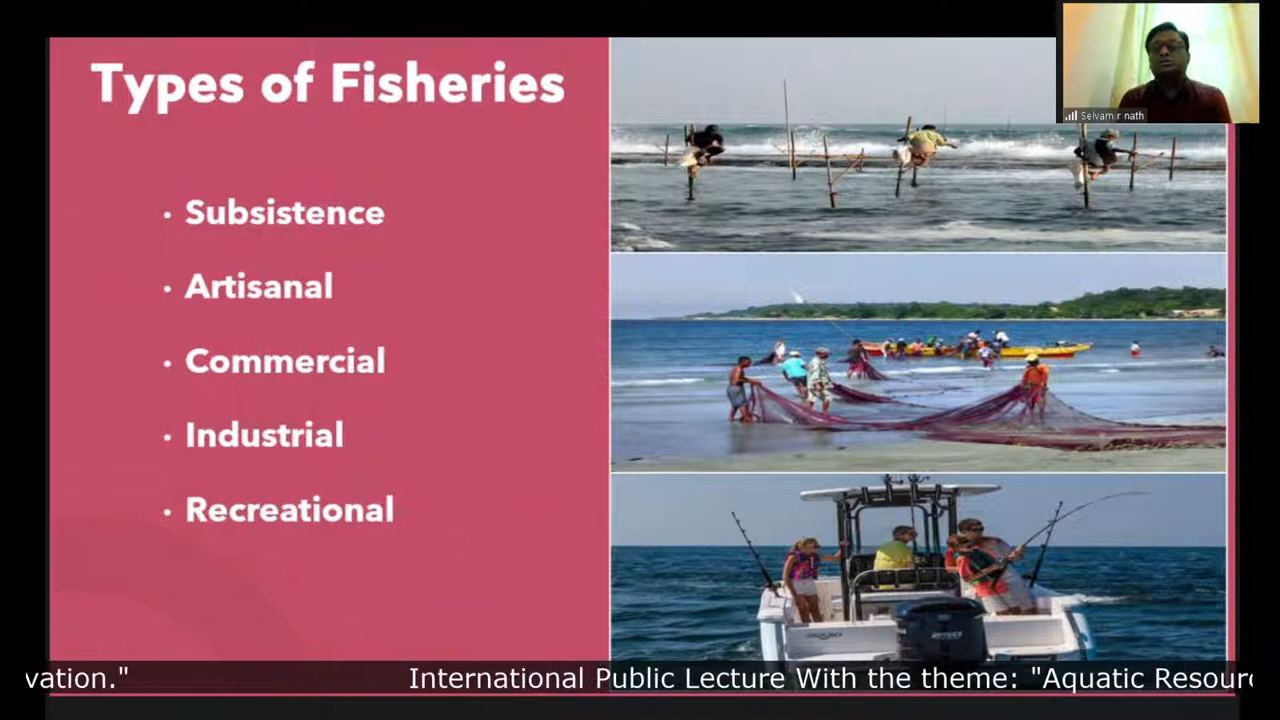 Types of Fisheries
Selvam r nath
• Subsistence
• Artisanal
• Commercial
• Industrial
• Recreational
vation." International Public Lecture With the theme: "Aquatic Resour